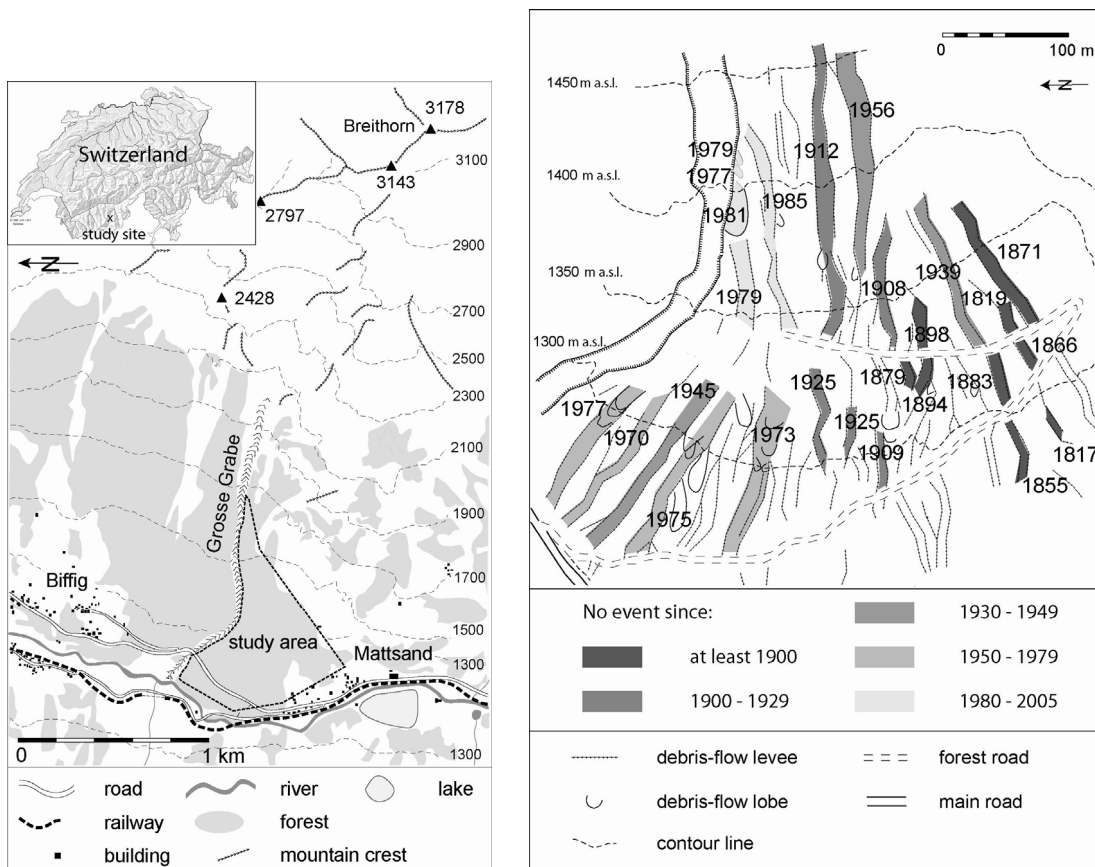 3178
Breithorn
3100
Switzerland
3143
x
study site
2797
2900
N
2428
2700
2500
2300
2100
Grosse Grabe
1900
1700
Biffig
1500
study area
Mattsand
1300
0
1 km
1300
road
river
lake
railway
forest
building
mountain crest
0
100 m
1450 m a.s.l.
N
1956
1979
1912
1977
1400 m a.s.l.
1981
1985
1871
1350 m a.s.l.
1939
1979
1908
1819
1300 m a.s.l.
1898
1866
1925
1879
1883
1945
1977
1894
1925
1970
1973
1909
1817
1855
1975
No event since:
1930 - 1949
at least 1900
1950 - 1979
1900 - 1929
1980 - 2005
debris-flow levee
forest road
debris-flow lobe
main road
contour line